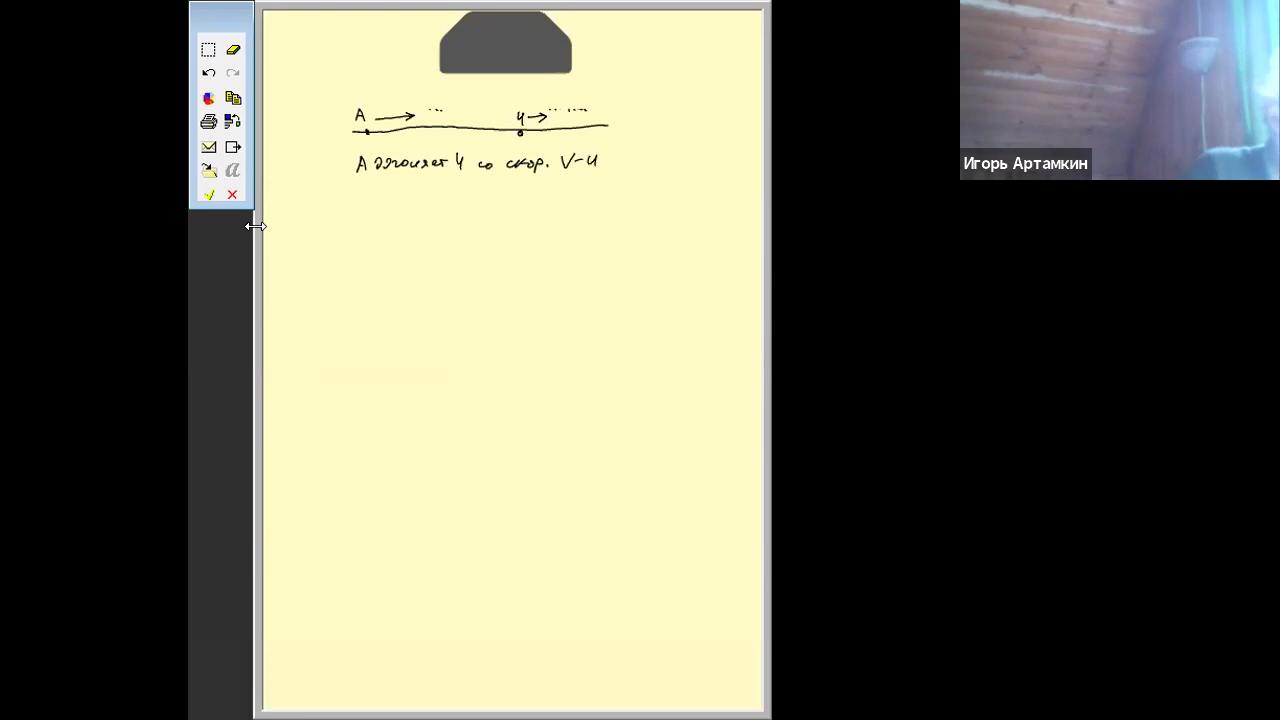 A → Ч →
А догоняет Ч со скор. V-u
Игорь Артамкин